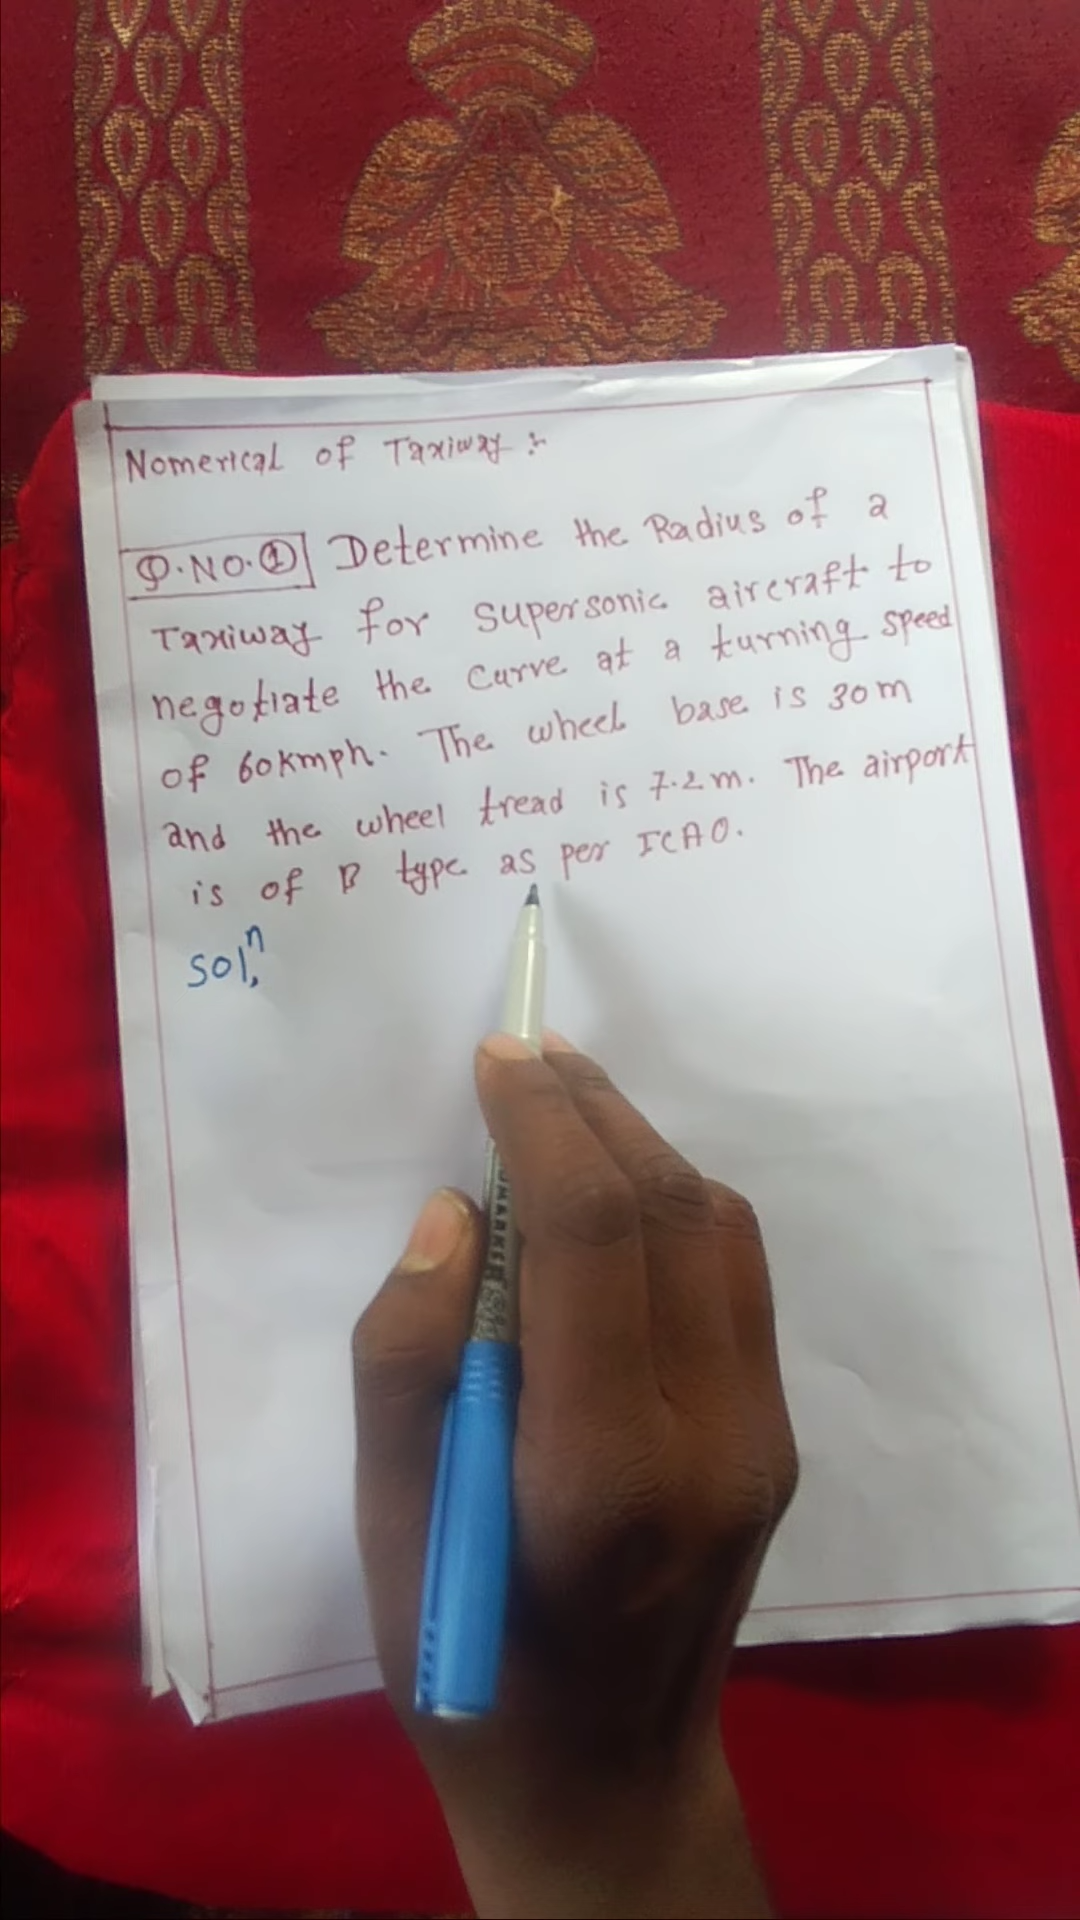 Nomerical of Taxiway :-
Q.NO.① Determine the Radius of a
Taxiway for supersonic aircraft to
negotiate the curve at a turning speed
of 60kmph. The wheel base is 30m
and the wheel tread is 7.2m. The airport
is of B type as per ICAO.
Solⁿ.